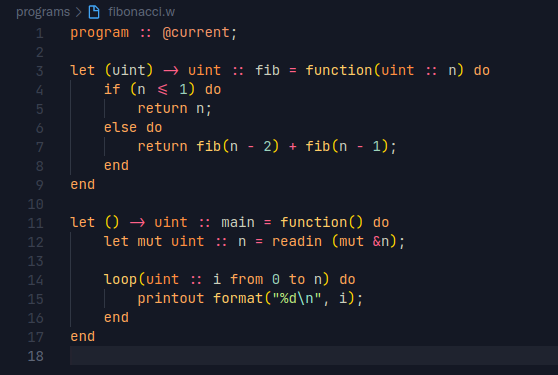 programs > fibonacci.w
1 program :: @current;
2
3 let (uint) -> uint :: fib = function(uint :: n) do
4 if (n <= 1) do
5 return n;
6 else do
7 return fib(n - 2) + fib(n - 1);
8 end
9 end
10
11 let () -> uint :: main = function() do
12 let mut uint :: n = readin (mut &n);
13
14 loop(uint :: i from 0 to n) do
15 printout format("%d\n", i);
16 end
17 end
18